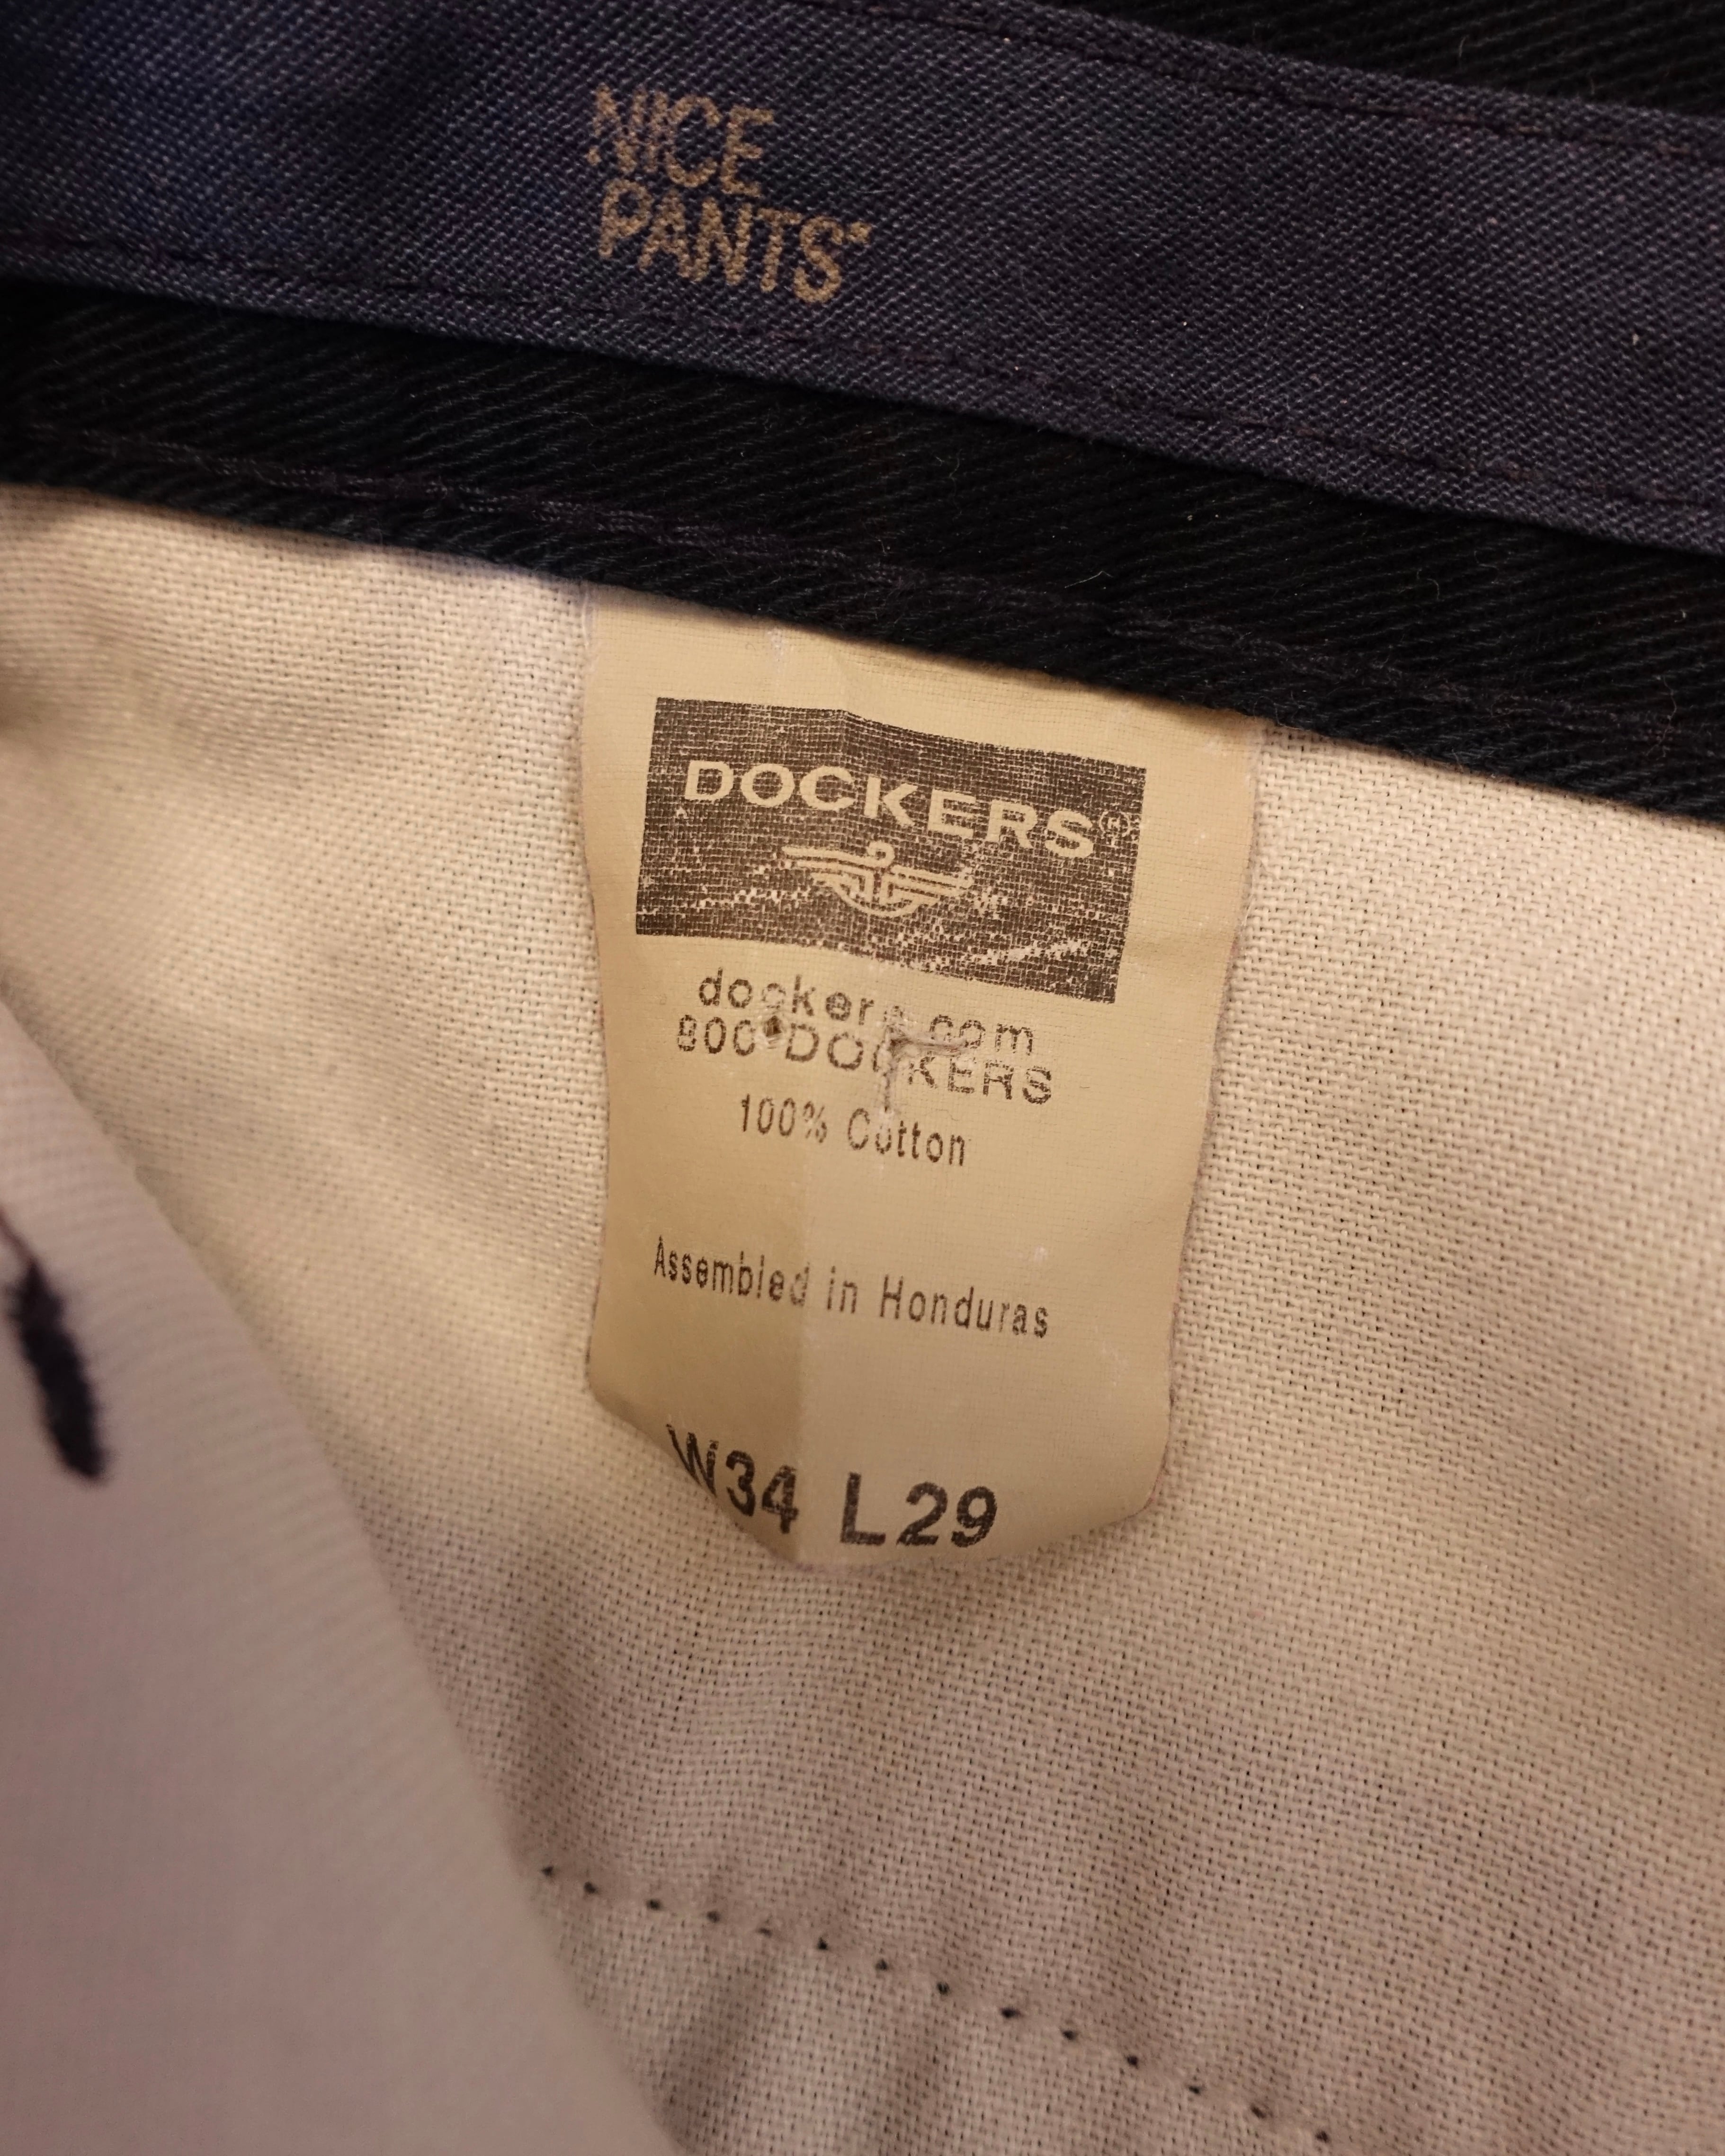 NICE
PANTS®
DOCKERS®
dockers.com
800 DOCKERS
100% Cotton
Assembled in Honduras
W34 L29